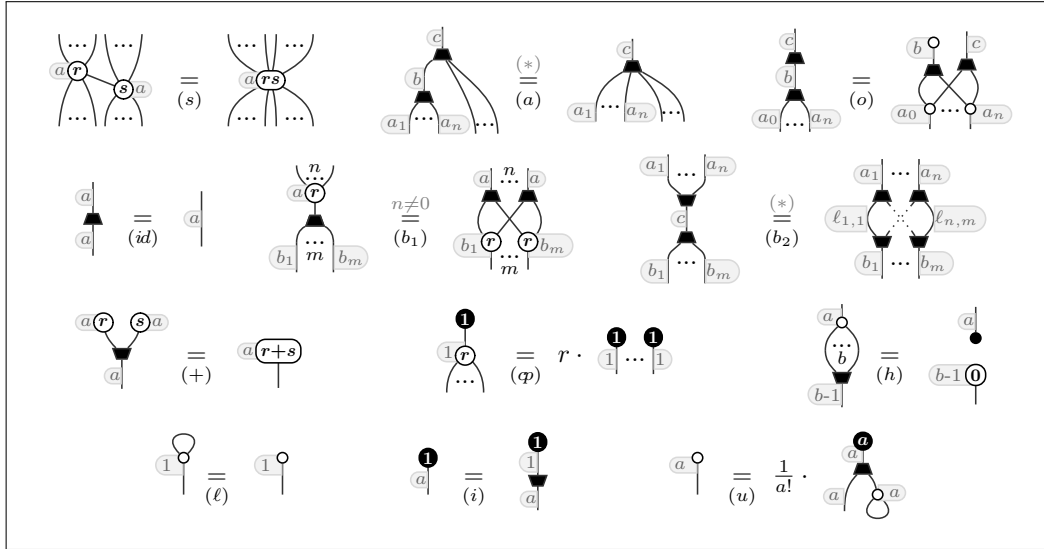 ... ... ... ... c c c b c
a r s a = (s) a rs b (*) = (a) b = (o)
... ... ... ... a₁ aₙ ... a₁ ... aₙ ... a₀ ... aₙ a₀ ... aₙ
a a = (id) a n ... a r ... m b₁ bₘ n≠0 = (b₁) a n ... a b₁ r r bₘ ... m a₁ ... aₙ c b₁ ... bₘ (*) = (b₂) a₁ ... aₙ ℓ₁,₁ ℓₙ,ₘ b₁ ... bₘ
a r s a a = (+) a r+s 1 1 r ... = (cp) r · 1 1 ... 1 1 a ... b b-1 = (h) a b-1 0
1 = (ℓ) 1 1 a = (i) 1 1 a a = (u) 1/a! · a a a a